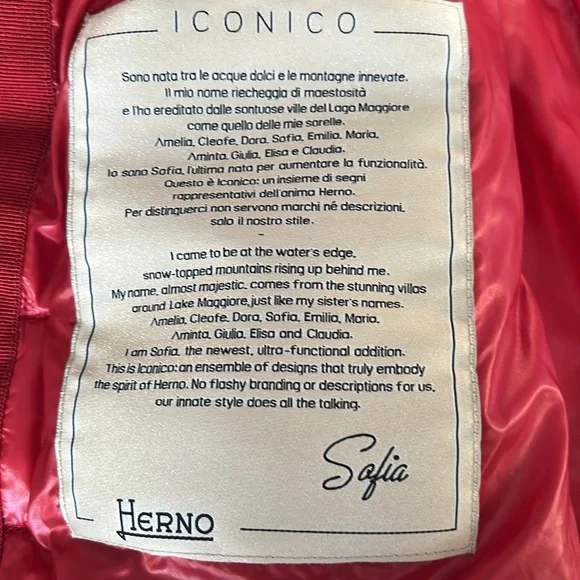 ICONICO
Sono nata tra le acque dolci e le montagne innevate.
Il mio nome riecheggia di maestosità
e l'ho ereditato dalle sontuose ville del Lago Maggiore
come quello delle mie sorelle.
Amelia, Cleofe, Dora, Sofia, Emilia, Maria,
Aminta, Giulia, Elisa e Claudia.
Io sono Sofia, l'ultima nata per aumentare la funzionalità.
Questo è Iconico: un insieme di segni
rappresentativi dell'anima Herno.
Per distinguerci non servono marchi né descrizioni,
solo il nostro stile.
-
I came to be at the water's edge,
snow-topped mountains rising up behind me.
My name, almost majestic, comes from the stunning villas
around Lake Maggiore, just like my sister's names.
Amelia, Cleofe, Dora, Sofia, Emilia, Maria,
Aminta, Giulia, Elisa and Claudia.
I am Sofia, the newest, ultra-functional addition.
This is Iconico: an ensemble of designs that truly embody
the spirit of Herno. No flashy branding or descriptions for us,
our innate style does all the talking.
Sofia
HERNO